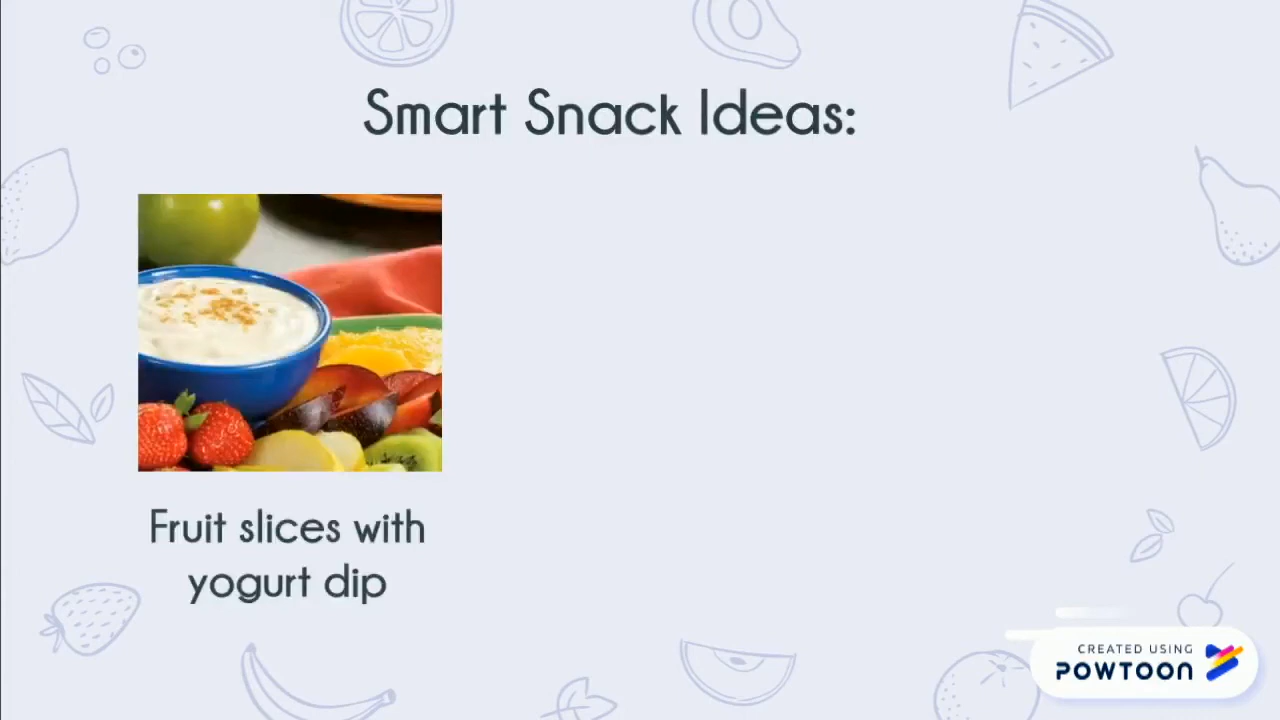 Smart Snack Ideas:
Fruit slices with
yogurt dip
CREATED USING
POWTOON